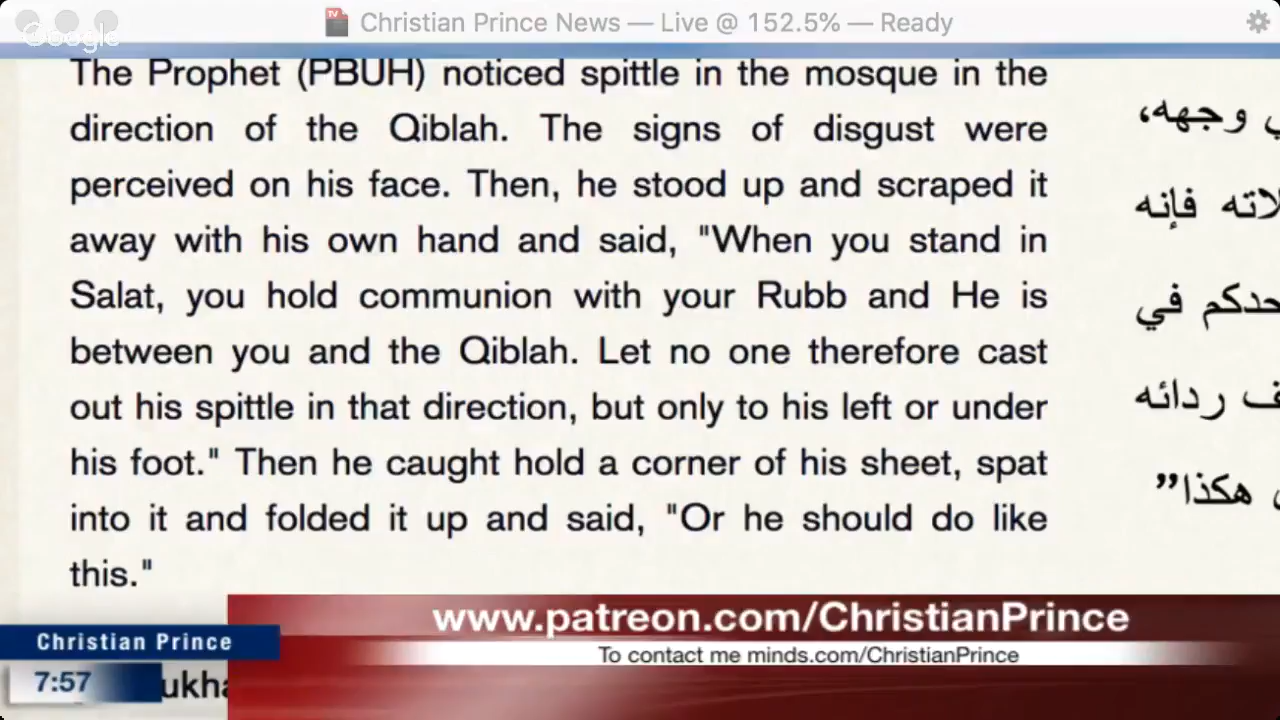 Christian Prince News — Live @ 152.5% — Ready
Google
The Prophet (PBUH) noticed spittle in the mosque in the
direction of the Qiblah. The signs of disgust were
perceived on his face. Then, he stood up and scraped it
away with his own hand and said, "When you stand in
Salat, you hold communion with your Rubb and He is
between you and the Qiblah. Let no one therefore cast
out his spittle in that direction, but only to his left or under
his foot." Then he caught hold a corner of his sheet, spat
into it and folded it up and said, "Or he should do like
this."
وجهه،
فإنه
في
ردائه
هكذا”
www.patreon.com/ChristianPrince
To contact me minds.com/ChristianPrince
Christian Prince
7:57